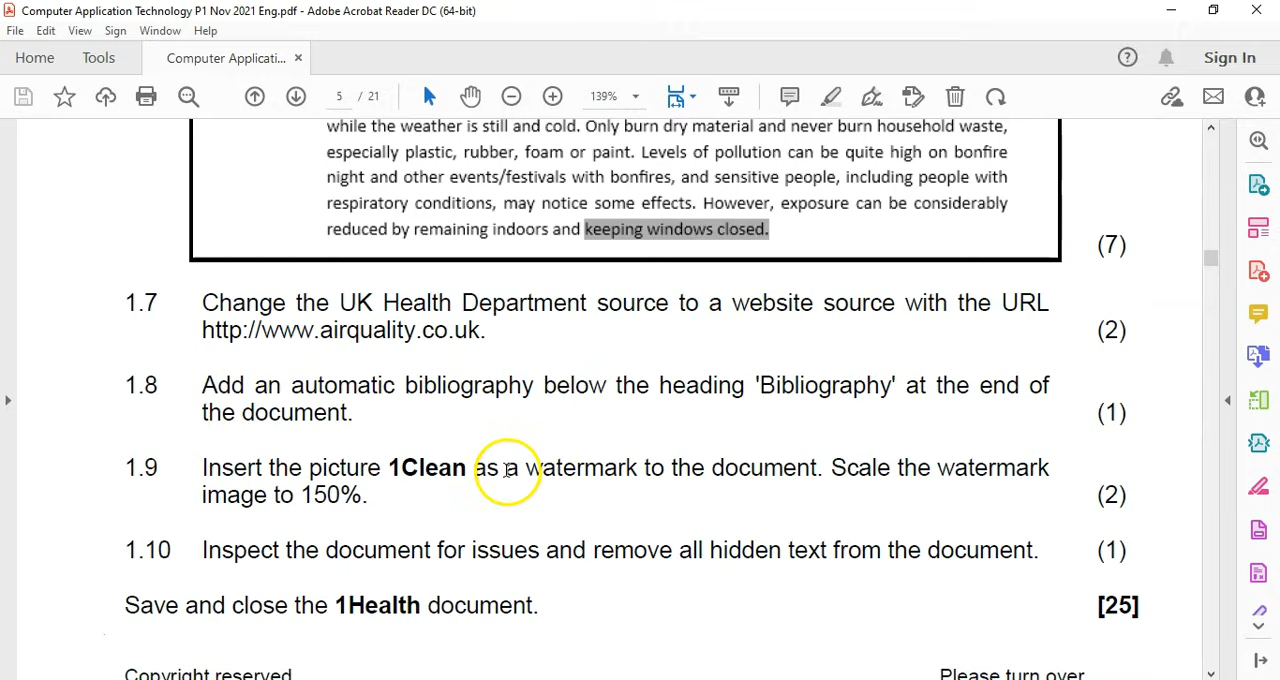 Computer Application Technology P1 Nov 2021 Eng.pdf - Adobe Acrobat Reader DC (64-bit)
File Edit View Sign Window Help
Home Tools Computer Applicati... Sign In
5 / 21 139%
while the weather is still and cold. Only burn dry material and never burn household waste,
especially plastic, rubber, foam or paint. Levels of pollution can be quite high on bonfire
night and other events/festivals with bonfires, and sensitive people, including people with
respiratory conditions, may notice some effects. However, exposure can be considerably
reduced by remaining indoors and keeping windows closed.
(7)
1.7 Change the UK Health Department source to a website source with the URL
http://www.airquality.co.uk. (2)
1.8 Add an automatic bibliography below the heading 'Bibliography' at the end of
the document. (1)
1.9 Insert the picture 1Clean as a watermark to the document. Scale the watermark
image to 150%. (2)
1.10 Inspect the document for issues and remove all hidden text from the document. (1)
Save and close the 1Health document. [25]
Copyright reserved Please turn over